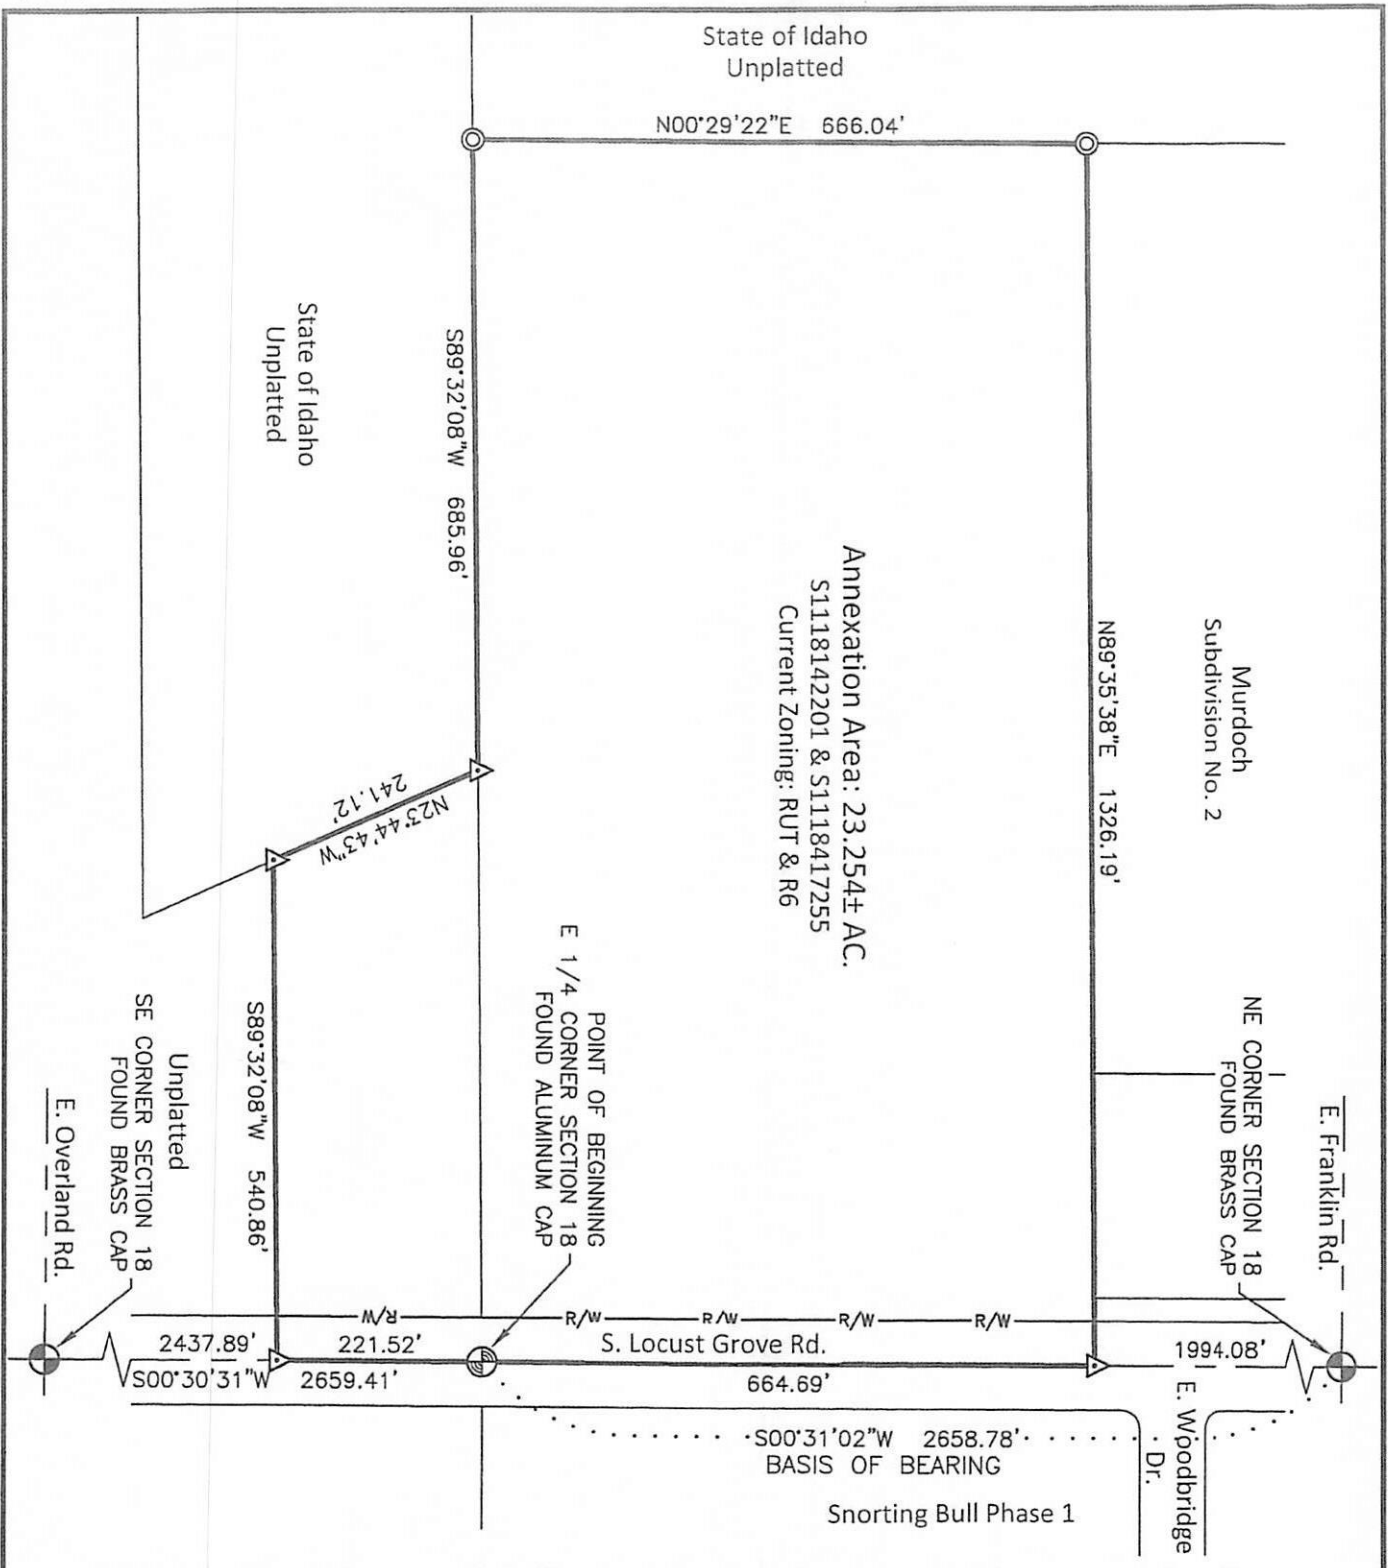 State of Idaho
Unplatted
N00°29'22"E 666.04'
State of Idaho
Unplatted
S89°32'08"W 685.96'
Murdoch
Subdivision No. 2
N89°35'38"E 1326.19'
Annexation Area: 23.254± AC.
S1118142201 & S1118417255
Current Zoning: RUT & R6
N23°44'43"W
241.12'
POINT OF BEGINNING
E 1/4 CORNER SECTION 18
FOUND ALUMINUM CAP
NE CORNER SECTION 18
FOUND BRASS CAP
E. Franklin Rd.
S89°32'08"W 540.86'
Unplatted
SE CORNER SECTION 18
FOUND BRASS CAP
E. Overland Rd.
R/W
R/W
R/W
R/W
R/W
2437.89'
221.52'
S. Locust Grove Rd.
1994.08'
S00°30'31"W 2659.41'
664.69'
E. Woodbridge
Dr.
S00°31'02"W 2658.78'
BASIS OF BEARING
Snorting Bull Phase 1